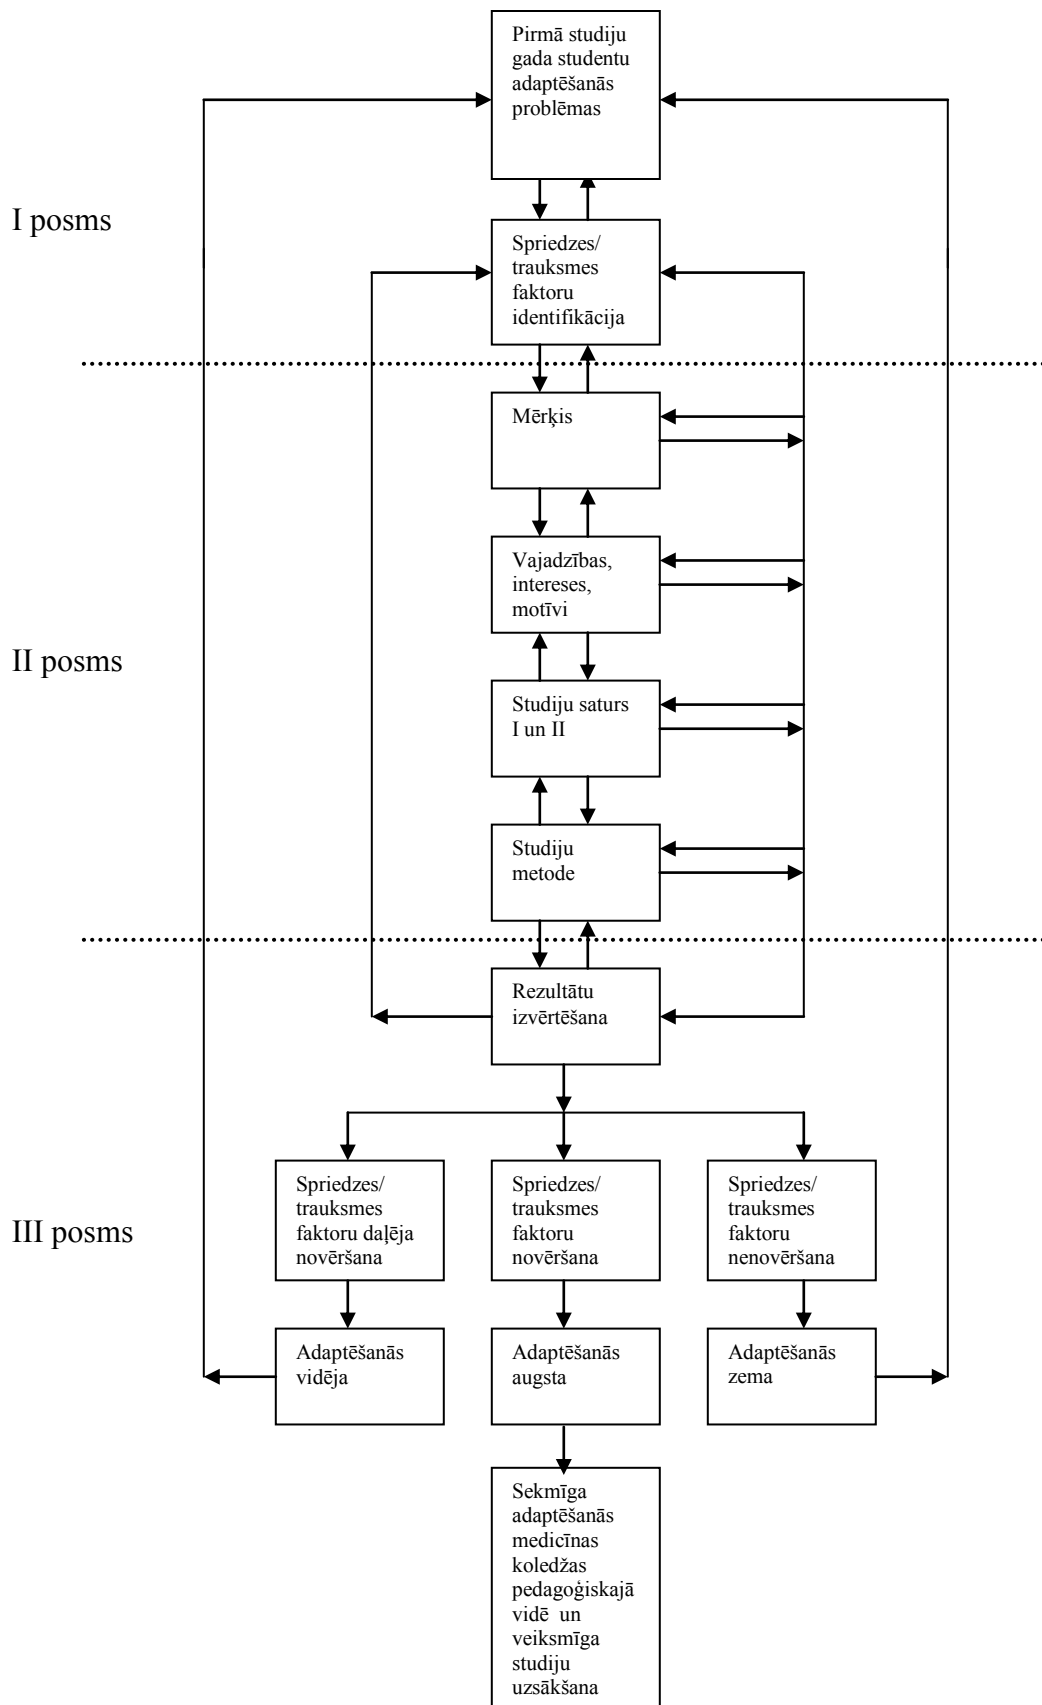 Pirmā studiju
gada studentu
adaptēšanās
problēmas
I posms
Spriedzes/
trauksmes
faktoru
identifikācija
Mērķis
Vajadzības,
intereses,
motīvi
II posms
Studiju saturs
I un II
Studiju
metode
Rezultātu
izvērtēšana
III posms
Spriedzes/
trauksmes
faktoru daļēja
novēršana
Spriedzes/
trauksmes
faktoru
novēršana
Spriedzes/
trauksmes
faktoru
nenovēršana
Adaptēšanās
vidēja
Adaptēšanās
augsta
Adaptēšanās
zema
Sekmīga
adaptēšanās
medicīnas
koledžas
pedagoģiskajā
vidē un
veiksmīga
studiju
uzsākšana